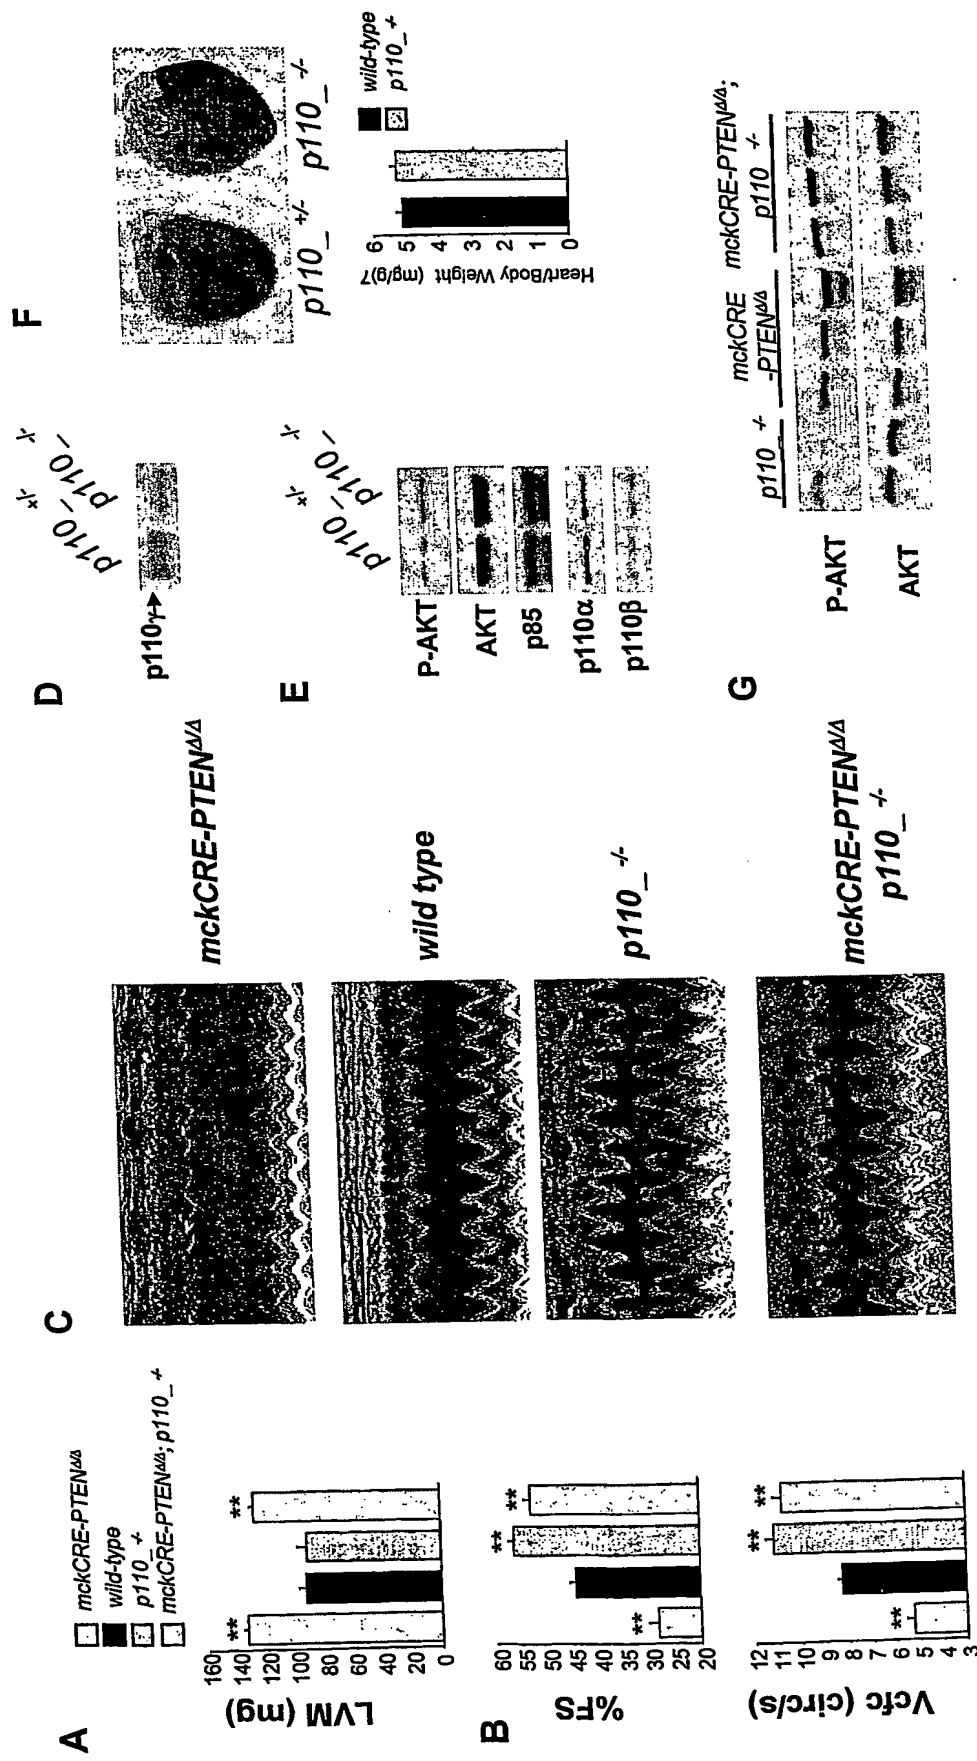 A
mckCRE-PTENΔ/Δ
wild-type
p110_-/-
mckCRE-PTENΔ/Δ; p110_-/+
LVM (mg)
160
140
120
100
80
60
40
20
0
**
**
B
%FS
60
55
50
45
40
35
30
25
20
**
**
**
Vcfc (circ/s)
12
11
10
9
8
7
6
5
4
3
**
**
**
C
mckCRE-PTENΔ/Δ
wild type
p110_-/-
mckCRE-PTENΔ/Δ
p110_-/-
D
p110_+/-
p110_-/-
p110γ
E
p110_+/-
p110_-/-
P-AKT
AKT
p85
p110α
p110β
F
p110_+/-
p110_-/-
wild-type
p110_-/+
Heart/Body Weight (mg/g)7
6
5
4
3
2
1
0
G
p110 -/-
mckCRE
-PTENΔ/Δ
mckCRE-PTENΔ/Δ;
p110 -/-
P-AKT
AKT